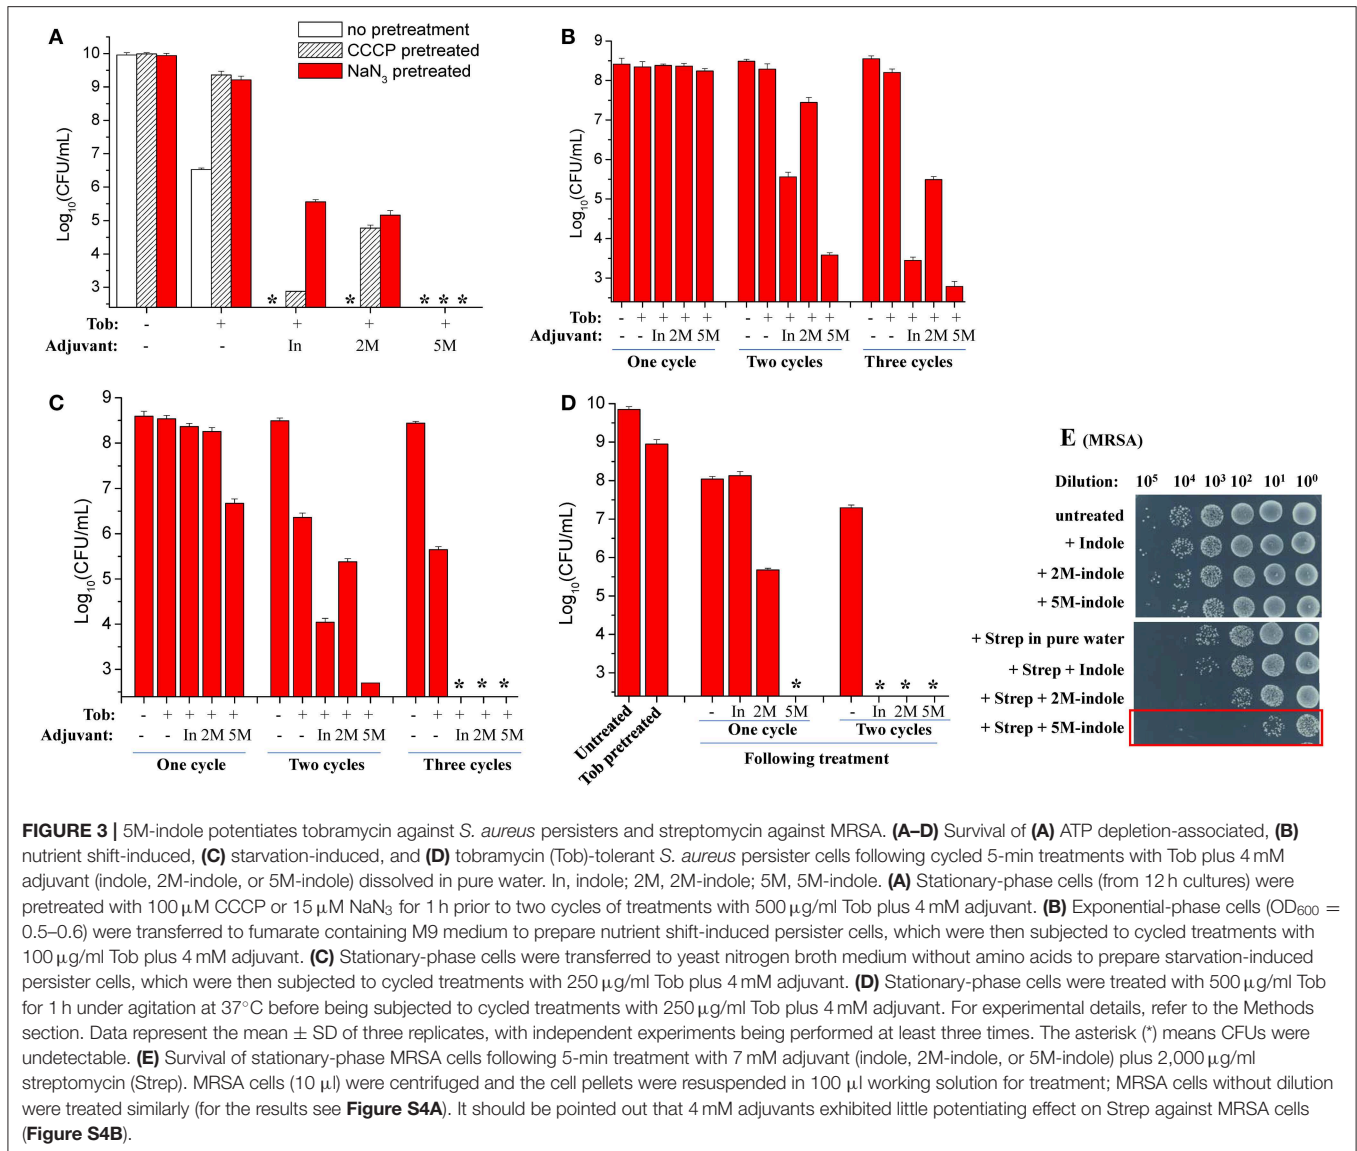 A
no pretreatment
CCCP pretreated
NaN3 pretreated
Log10(CFU/mL)
10
9
8
7
6
5
4
3
Tob: - + + + +
Adjuvant: - - In 2M 5M
* * * * *
B
Log10(CFU/mL)
9
8
7
6
5
4
3
Tob: - + + + + - + + + + - + + + +
Adjuvant: - - In 2M 5M - - In 2M 5M - - In 2M 5M
One cycle Two cycles Three cycles
C
Log10(CFU/mL)
9
8
7
6
5
4
3
* * *
Tob: - + + + + - + + + + - + + + +
Adjuvant: - - In 2M 5M - - In 2M 5M - - In 2M 5M
One cycle Two cycles Three cycles
D
Log10(CFU/mL)
10
9
8
7
6
5
4
3
* * * *
Untreated
Tob pretreated
- In 2M 5M - In 2M 5M
One cycle Two cycles
Following treatment
E (MRSA)
Dilution: 10⁵ 10⁴ 10³ 10² 10¹ 10⁰
untreated
+ Indole
+ 2M-indole
+ 5M-indole
+ Strep in pure water
+ Strep + Indole
+ Strep + 2M-indole
+ Strep + 5M-indole
FIGURE 3 | 5M-indole potentiates tobramycin against S. aureus persisters and streptomycin against MRSA. (A–D) Survival of (A) ATP depletion-associated, (B)
nutrient shift-induced, (C) starvation-induced, and (D) tobramycin (Tob)-tolerant S. aureus persister cells following cycled 5-min treatments with Tob plus 4 mM
adjuvant (indole, 2M-indole, or 5M-indole) dissolved in pure water. In, indole; 2M, 2M-indole; 5M, 5M-indole. (A) Stationary-phase cells (from 12 h cultures) were
pretreated with 100 μM CCCP or 15 μM NaN3 for 1 h prior to two cycles of treatments with 500 μg/ml Tob plus 4 mM adjuvant. (B) Exponential-phase cells (OD600 =
0.5–0.6) were transferred to fumarate containing M9 medium to prepare nutrient shift-induced persister cells, which were then subjected to cycled treatments with
100 μg/ml Tob plus 4 mM adjuvant. (C) Stationary-phase cells were transferred to yeast nitrogen broth medium without amino acids to prepare starvation-induced
persister cells, which were then subjected to cycled treatments with 250 μg/ml Tob plus 4 mM adjuvant. (D) Stationary-phase cells were treated with 500 μg/ml Tob
for 1 h under agitation at 37°C before being subjected to cycled treatments with 250 μg/ml Tob plus 4 mM adjuvant. For experimental details, refer to the Methods
section. Data represent the mean ± SD of three replicates, with independent experiments being performed at least three times. The asterisk (*) means CFUs were
undetectable. (E) Survival of stationary-phase MRSA cells following 5-min treatment with 7 mM adjuvant (indole, 2M-indole, or 5M-indole) plus 2,000 μg/ml
streptomycin (Strep). MRSA cells (10 μl) were centrifuged and the cell pellets were resuspended in 100 μl working solution for treatment; MRSA cells without dilution
were treated similarly (for the results see Figure S4A). It should be pointed out that 4 mM adjuvants exhibited little potentiating effect on Strep against MRSA cells
(Figure S4B).